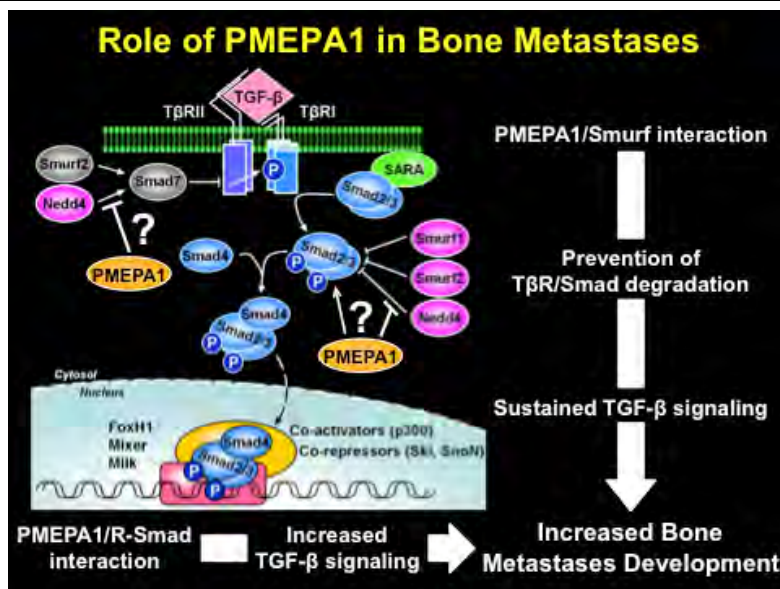 Role of PMEPA1 in Bone Metastases
TGF-β
TβRII
TβRI
PMEPA1/Smurf interaction
Smurf2
Nedd4
Smad7
P
SARA
Smad2/3
?
PMEPA1
Smad4
Smad2/3
P
P
Smurf1
Smurf2
Nedd4
Prevention of
TβR/Smad degradation
Smad4
Smad2/3
P
P
?
PMEPA1
Cytosol
Nucleus
Sustained TGF-β signaling
FoxH1
Mixer
Milk
Smad4
Smad2/3
P
P
Co-activators (p300)
Co-repressors (Ski, SnoN)
PMEPA1/R-Smad
interaction
Increased
TGF-β signaling
Increased Bone
Metastases Development